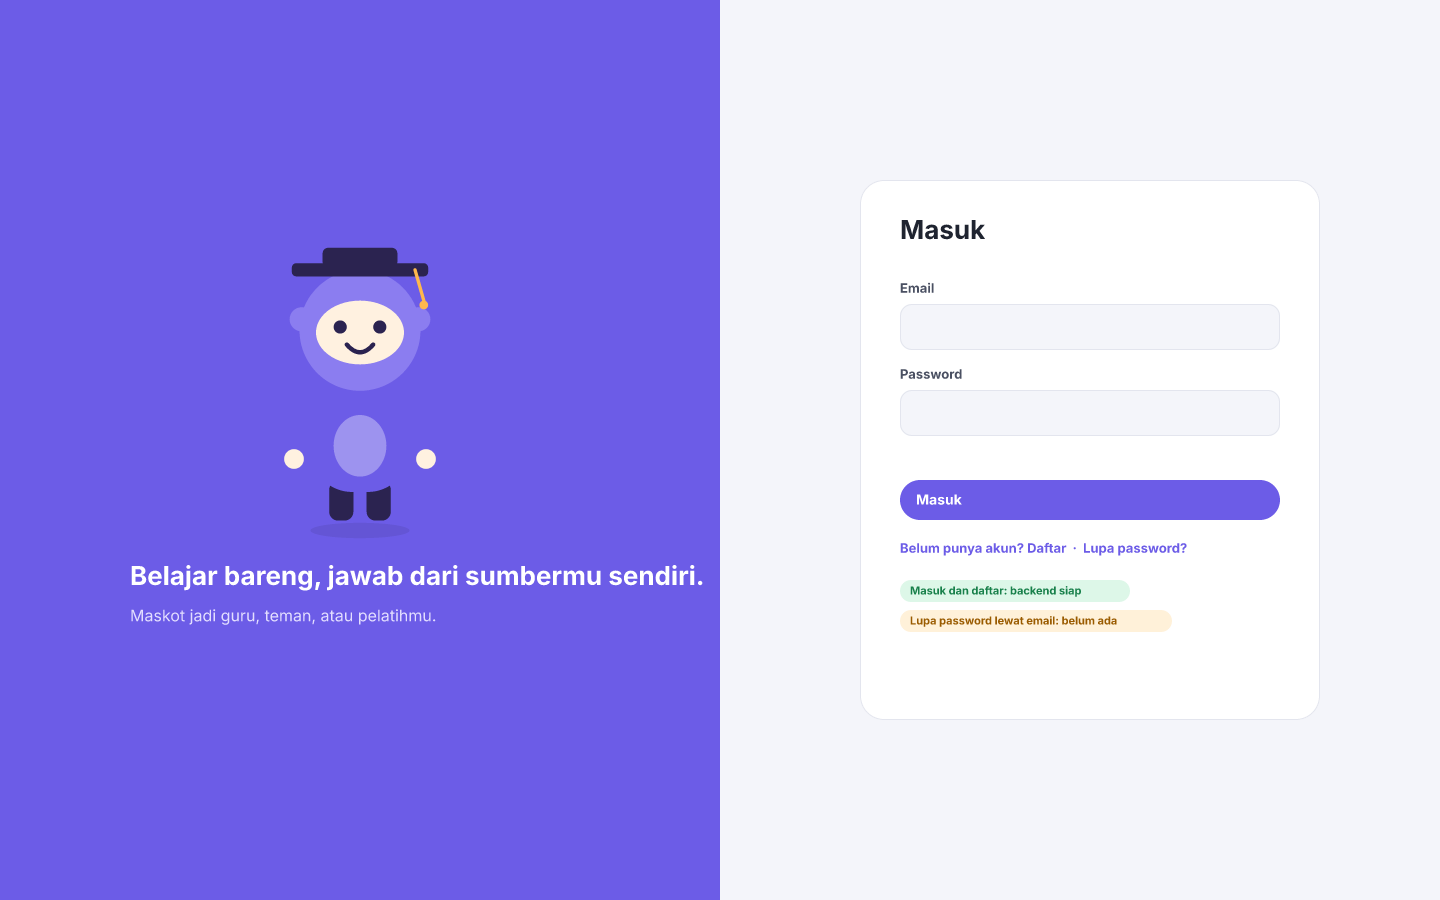 Belajar bareng, jawab dari sumbermu sendiri.
Maskot jadi guru, teman, atau pelatihmu.
Masuk
Email
Password
Masuk
Belum punya akun? Daftar · Lupa password?
Masuk dan daftar: backend siap
Lupa password lewat email: belum ada